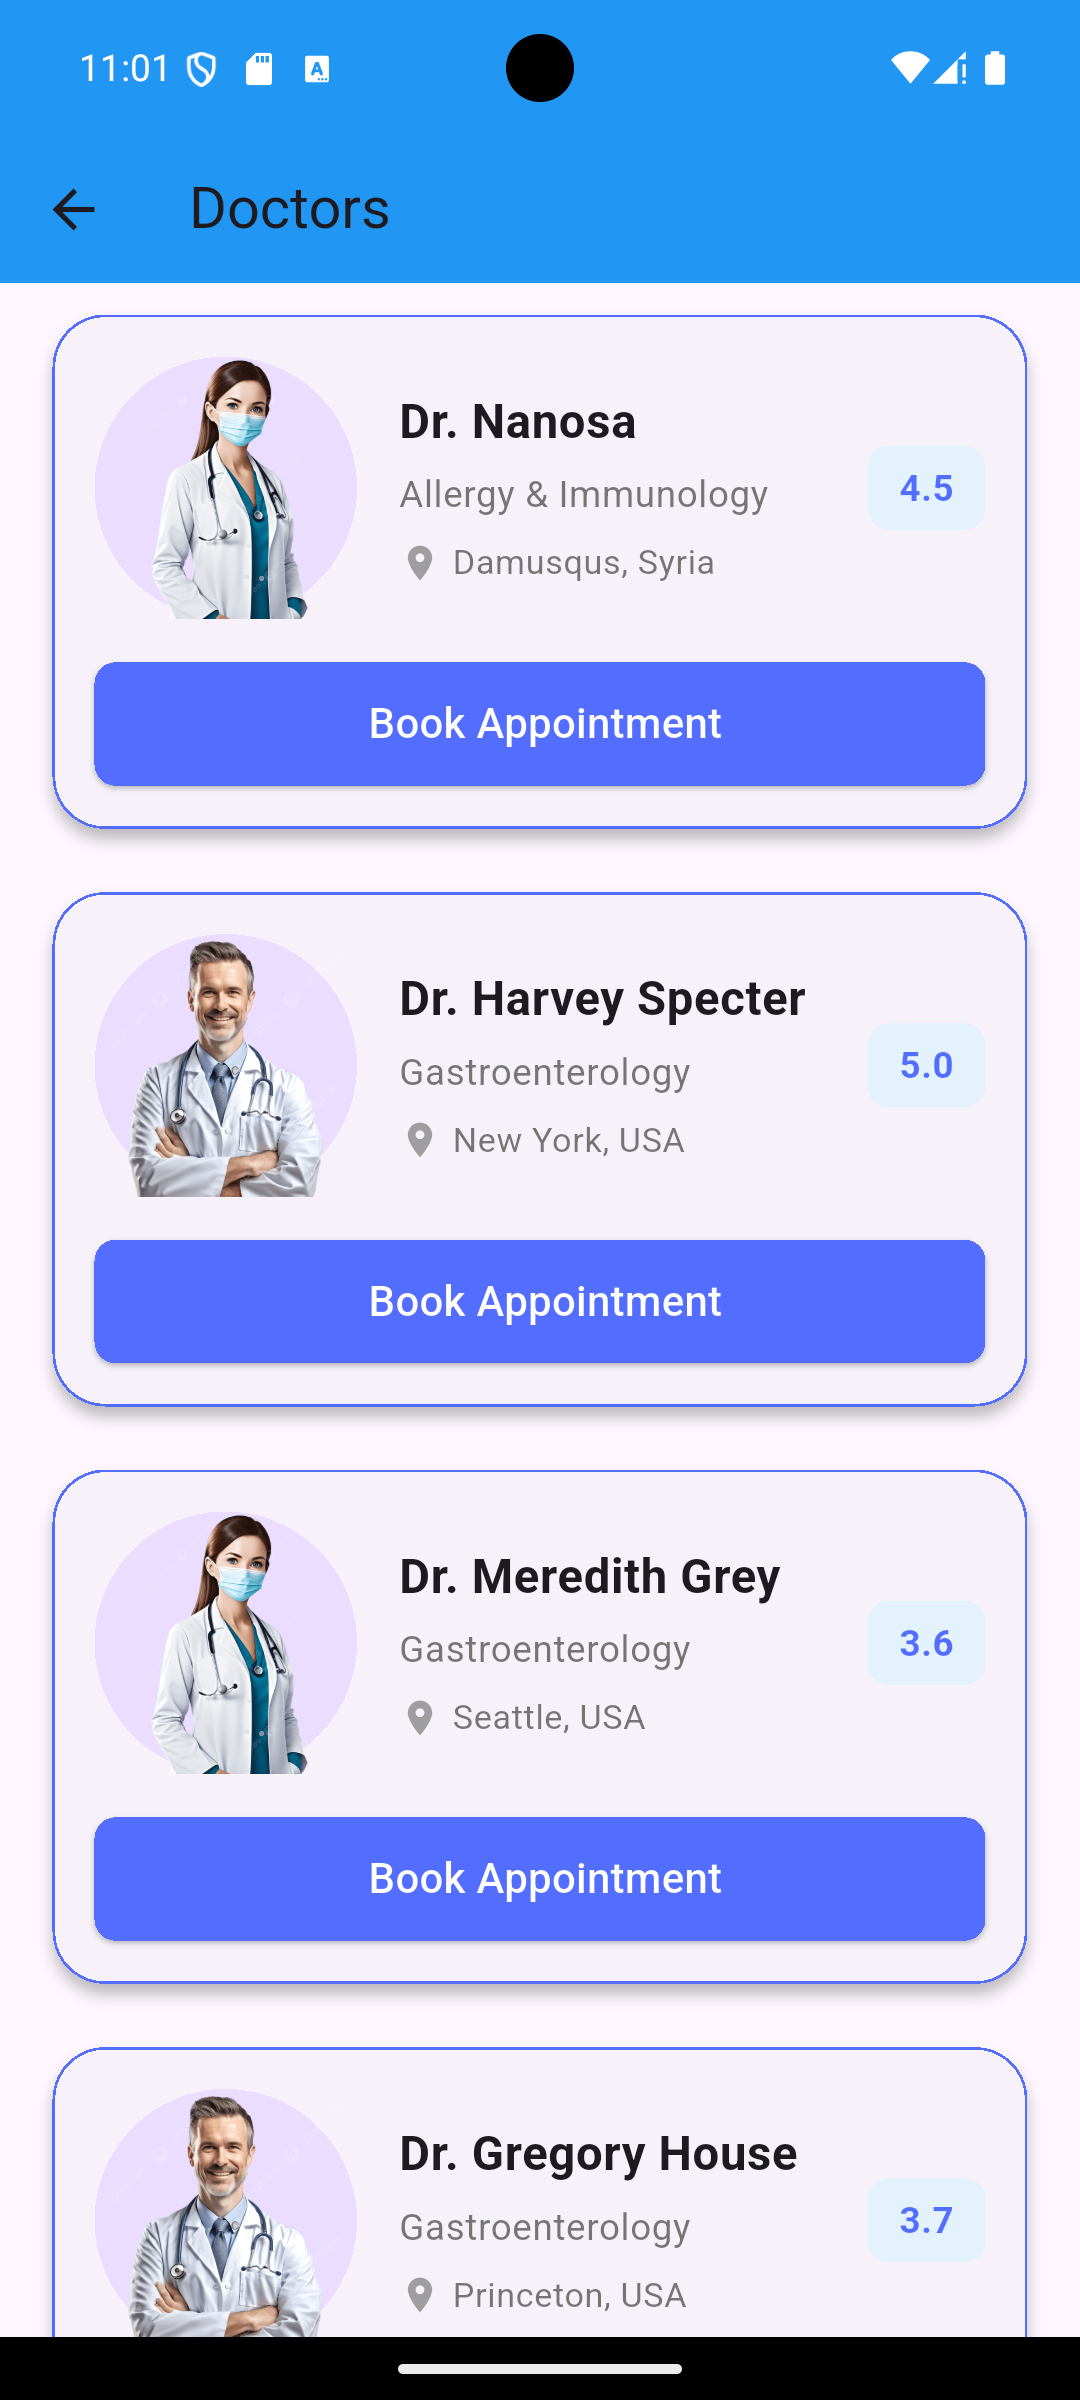 11:01
Doctors
Dr. Nanosa
Allergy & Immunology
4.5
Damusqus, Syria
Book Appointment
Dr. Harvey Specter
Gastroenterology
5.0
New York, USA
Book Appointment
Dr. Meredith Grey
Gastroenterology
3.6
Seattle, USA
Book Appointment
Dr. Gregory House
Gastroenterology
3.7
Princeton, USA